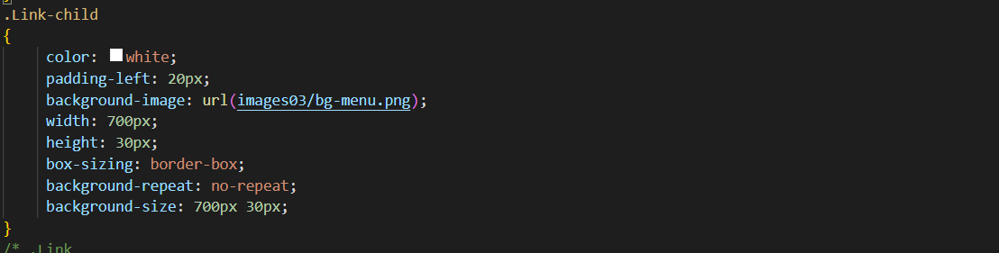 .Link-child
{
color: white;
padding-left: 20px;
background-image: url(images03/bg-menu.png);
width: 700px;
height: 30px;
box-sizing: border-box;
background-repeat: no-repeat;
background-size: 700px 30px;
}
/* .Link